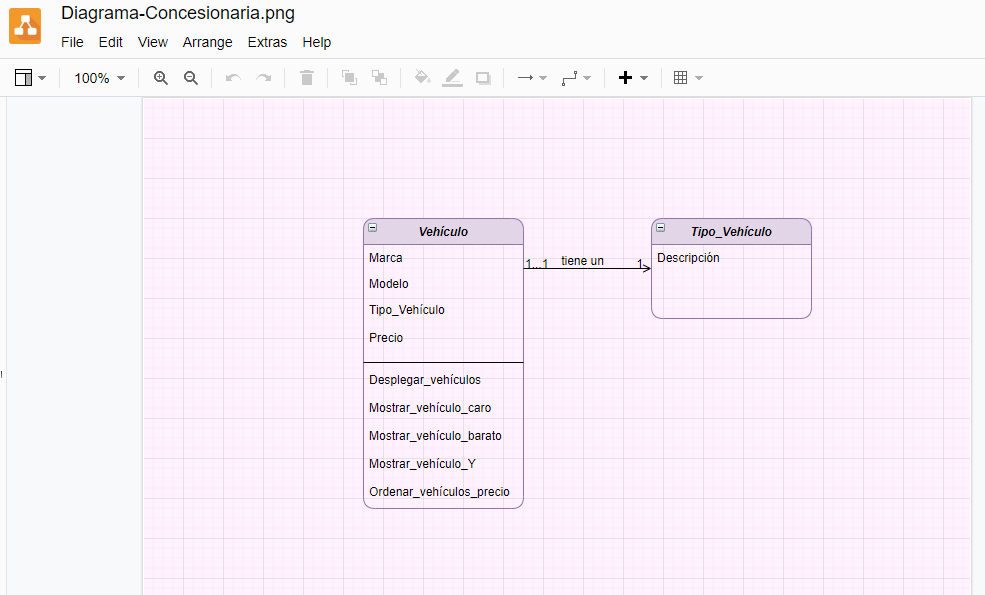 Diagrama-Concesionaria.png
File Edit View Arrange Extras Help
100%
Vehículo
Marca
Modelo
Tipo_Vehículo
Precio
Desplegar_vehículos
Mostrar_vehículo_caro
Mostrar_vehículo_barato
Mostrar_vehículo_Y
Ordenar_vehículos_precio
1...1 tiene un 1
Tipo_Vehículo
Descripción